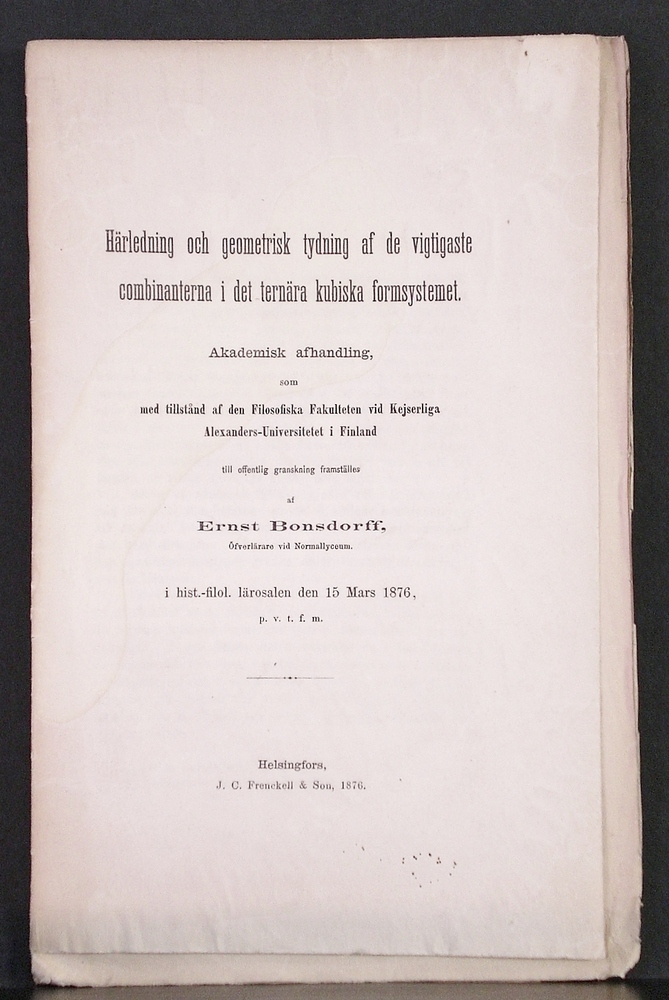 Härledning och geometrisk tydning af de vigtigaste
combinanterna i det ternära kubiska formsystemet.
Akademisk afhandling,
som
med tillstånd af den Filosofiska Fakulteten vid Kejserliga
Alexanders-Universitetet i Finland
till offentlig granskning framställes
af
Ernst Bonsdorff,
Öfverlärare vid Normallyceum.
i hist.-filol. lärosalen den 15 Mars 1876,
p. v. t. f. m.
Helsingfors,
J. C. Frenckell & Son, 1876.